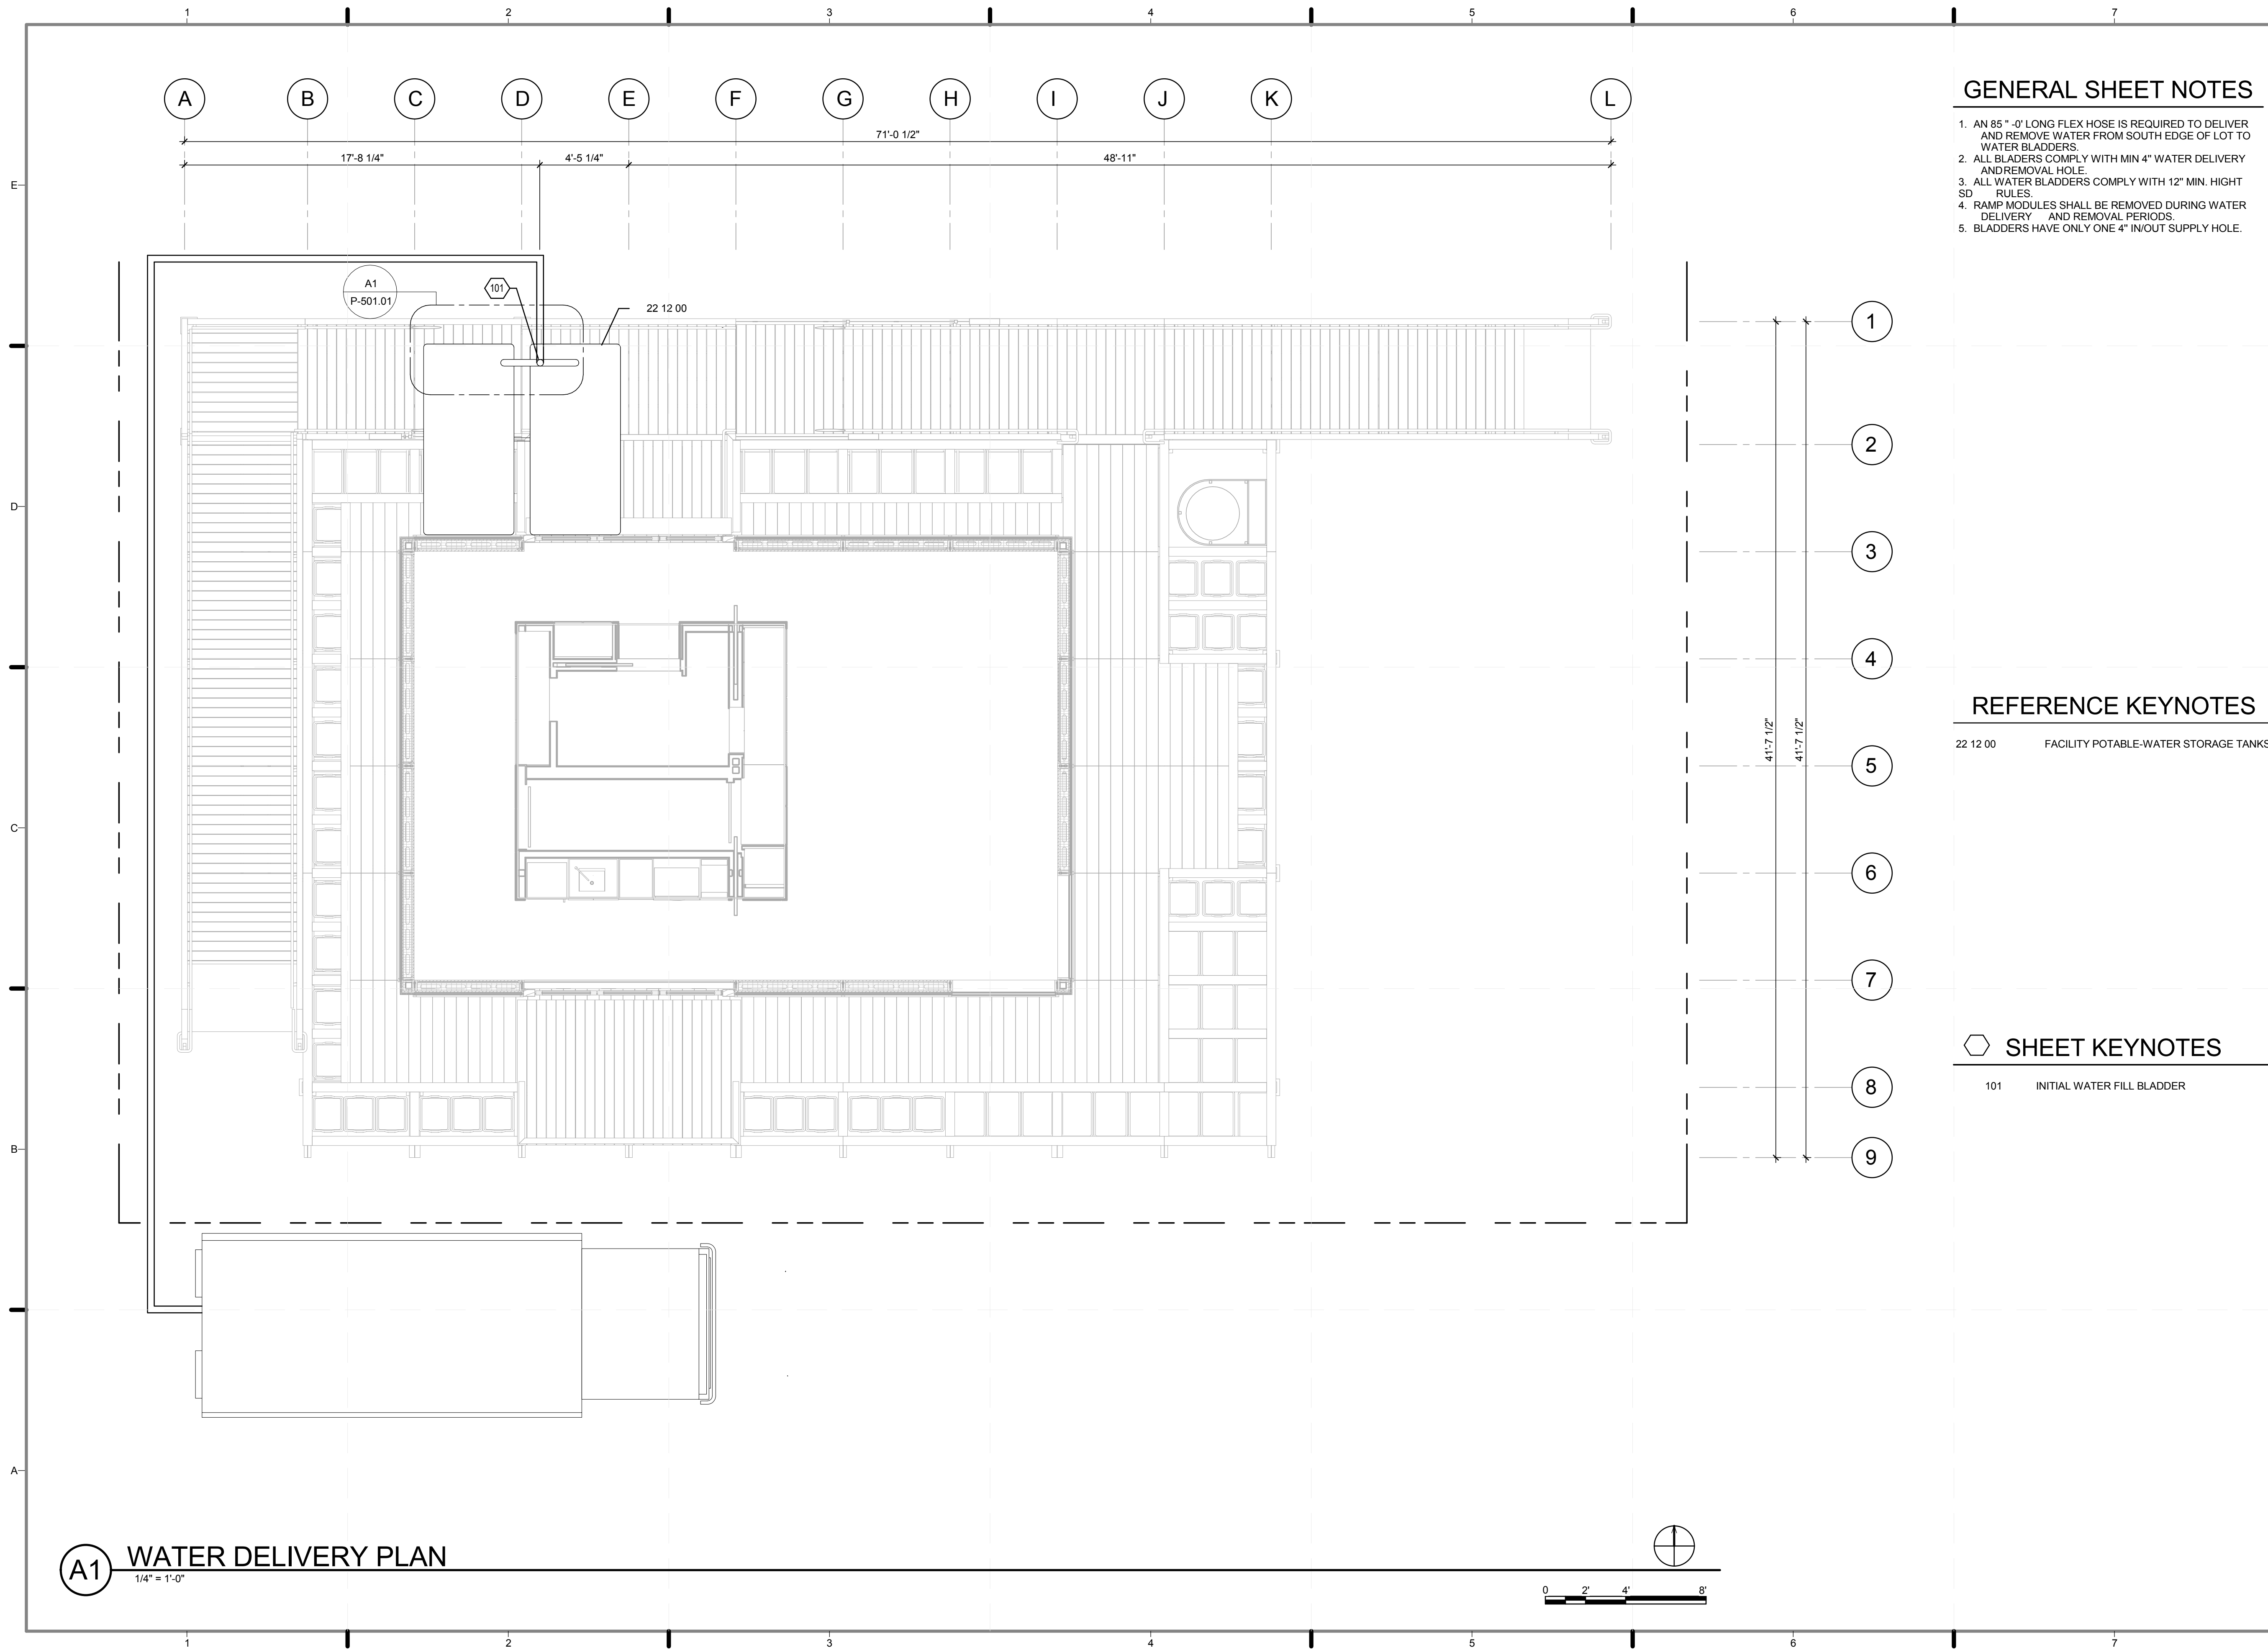 1 2 3 4 5 6 7
A B C D E F G H I J K L
71'-0 1/2"
17'-8 1/4" 4'-5 1/4" 48'-11"
E
D
C
B
A
A1
P-501.01
101
22 12 00
1
2
3
4
5
6
7
8
9
41'-7 1/2"
41'-7 1/2"
GENERAL SHEET NOTES
1. AN 85 " -0' LONG FLEX HOSE IS REQUIRED TO DELIVER
AND REMOVE WATER FROM SOUTH EDGE OF LOT TO
WATER BLADDERS.
2. ALL BLADERS COMPLY WITH MIN 4" WATER DELIVERY
ANDREMOVAL HOLE.
3. ALL WATER BLADDERS COMPLY WITH 12" MIN. HIGHT
SD RULES.
4. RAMP MODULES SHALL BE REMOVED DURING WATER
DELIVERY AND REMOVAL PERIODS.
5. BLADDERS HAVE ONLY ONE 4" IN/OUT SUPPLY HOLE.
REFERENCE KEYNOTES
22 12 00 FACILITY POTABLE-WATER STORAGE TANKS
SHEET KEYNOTES
101 INITIAL WATER FILL BLADDER
A1
WATER DELIVERY PLAN
1/4" = 1'-0"
0 2' 4' 8'
1 2 3 4 5 6 7